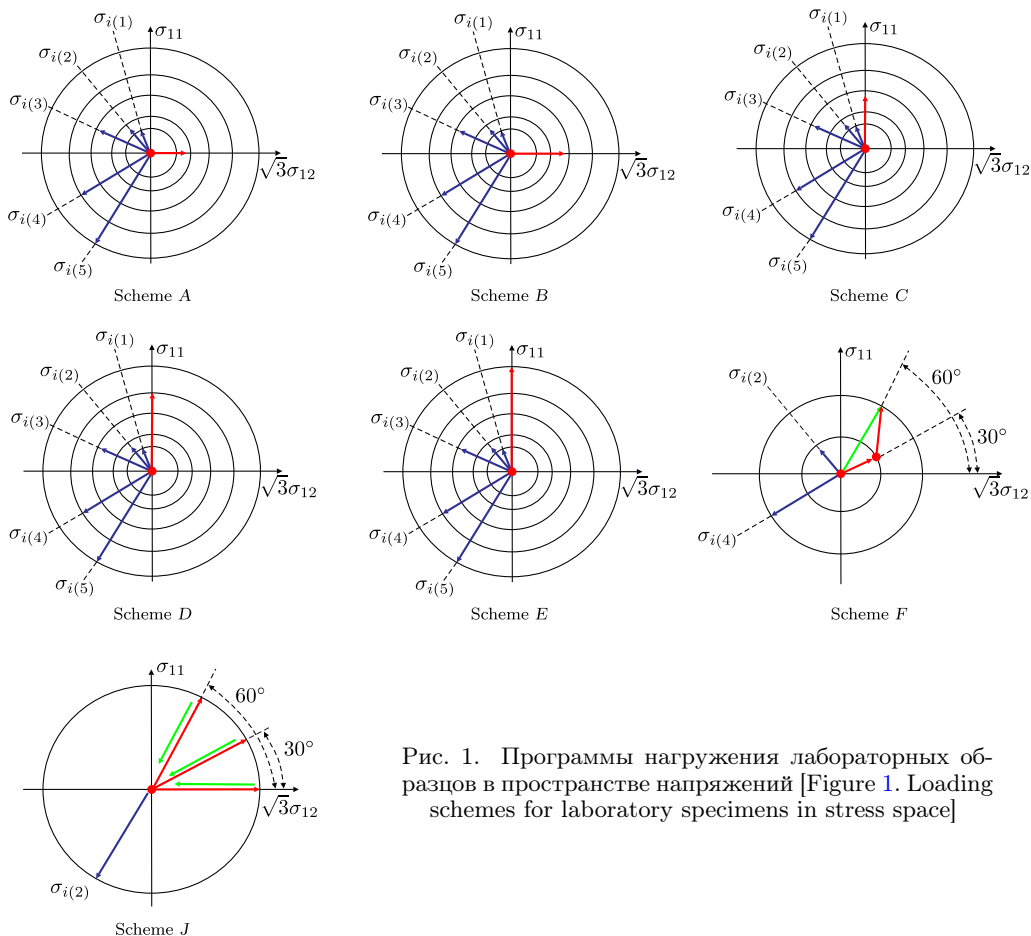 σ11
σi(1)
σi(2)
σi(3)
√3σ12
σi(4)
σi(5)
Scheme A
σ11
σi(1)
σi(2)
σi(3)
√3σ12
σi(4)
σi(5)
Scheme B
σ11
σi(1)
σi(2)
σi(3)
√3σ12
σi(4)
σi(5)
Scheme C
σ11
σi(1)
σi(2)
σi(3)
√3σ12
σi(4)
σi(5)
Scheme D
σ11
σi(1)
σi(2)
σi(3)
√3σ12
σi(4)
σi(5)
Scheme E
σ11
σi(2)
60°
30°
√3σ12
σi(4)
Scheme F
σ11
60°
30°
√3σ12
σi(2)
Scheme J
Рис. 1. Программы нагружения лабораторных об-
разцов в пространстве напряжений [Figure 1. Loading
schemes for laboratory specimens in stress space]